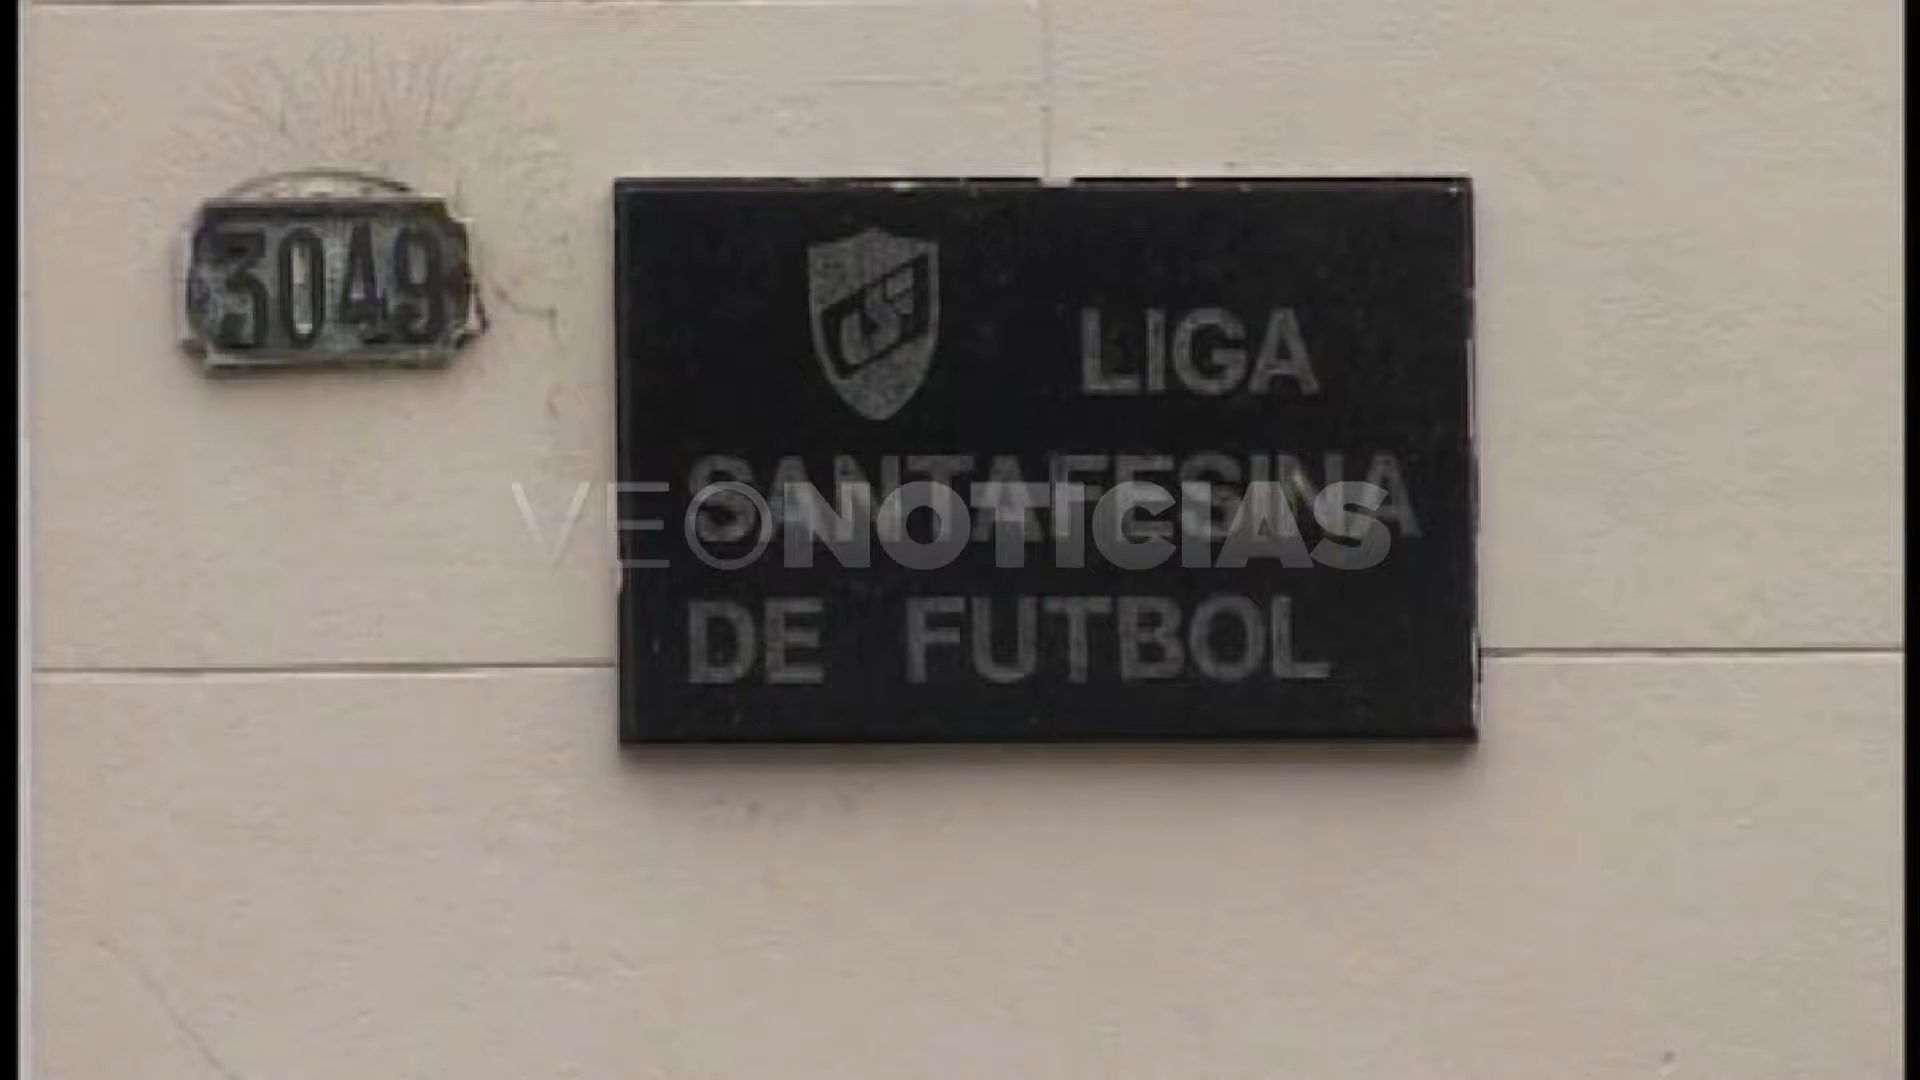 3049
LSF
LIGA
SANTAFESINA
VEONOTICIAS
DE FUTBOL